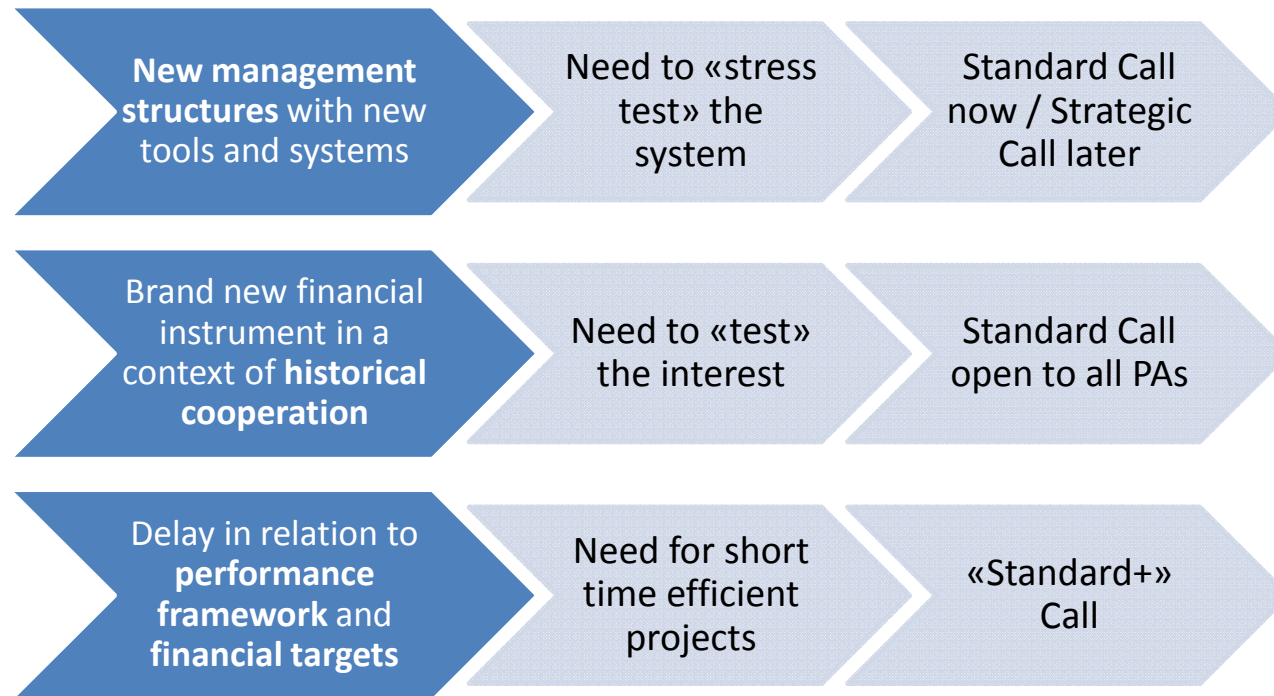 New management
structures with new
tools and systems
Need to «stress
test» the
system
Standard Call
now / Strategic
Call later
Brand new financial
instrument in a
context of historical
cooperation
Need to «test»
the interest
Standard Call
open to all PAs
Delay in relation to
performance
framework and
financial targets
Need for short
time efficient
projects
«Standard+»
Call